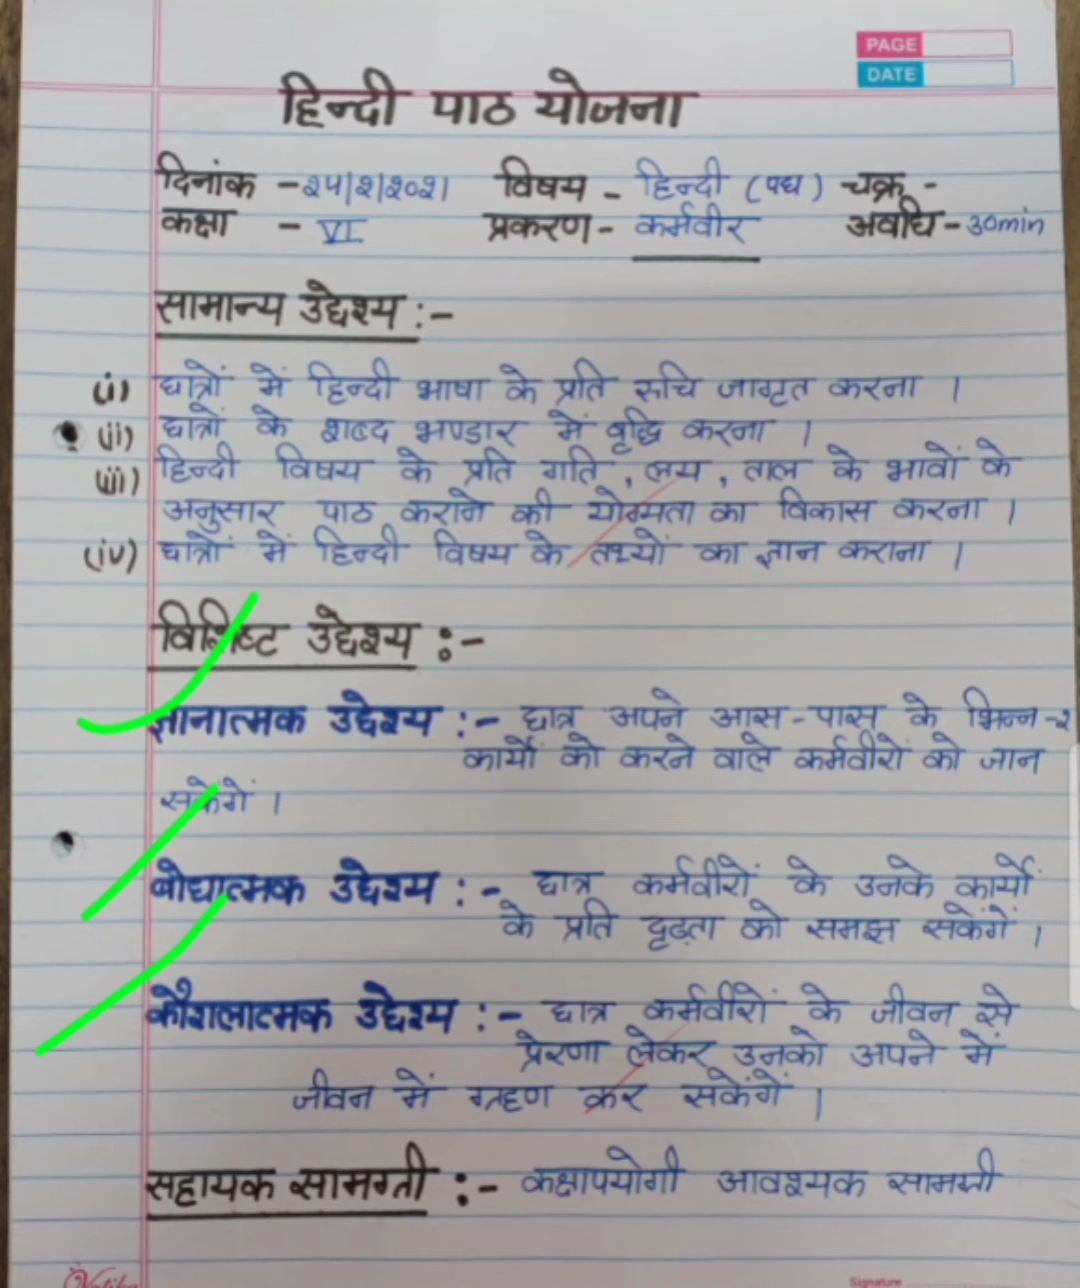 PAGE
DATE
हिन्दी पाठ योजना
दिनांक - २५/२/२०२१ विषय - हिन्दी (पद्य) चक्र -
कक्षा - VI प्रकरण - कर्मवीर अवधि - 30min
सामान्य उद्देश्य :-
(i) छात्रों में हिन्दी भाषा के प्रति रुचि जागृत करना ।
(ii) छात्रों के शब्द भण्डार में वृद्धि करना ।
(iii) हिन्दी विषय के प्रति गति, लय, ताल के भावों के
अनुसार पाठ कराने की योग्यता का विकास करना ।
(iv) छात्रों में हिन्दी विषय के तथ्यों का ज्ञान कराना ।
विशिष्ट उद्देश्य :-
ज्ञानात्मक उद्देश्य :- छात्र अपने आस-पास के भिन्न-२
कार्यों को करने वाले कर्मवीरों को जान
सकेंगें ।
बोधात्मक उद्देश्य :- छात्र कर्मवीरों के उनके कार्यों
के प्रति दृढ़ता को समझ सकेंगें ।
कौशलात्मक उद्देश्य :- छात्र कर्मवीरों के जीवन से
प्रेरणा लेकर उनको अपने में
जीवन में ग्रहण कर सकेंगें ।
सहायक सामग्री :- कक्षापयोगी आवश्यक सामग्री
Signature